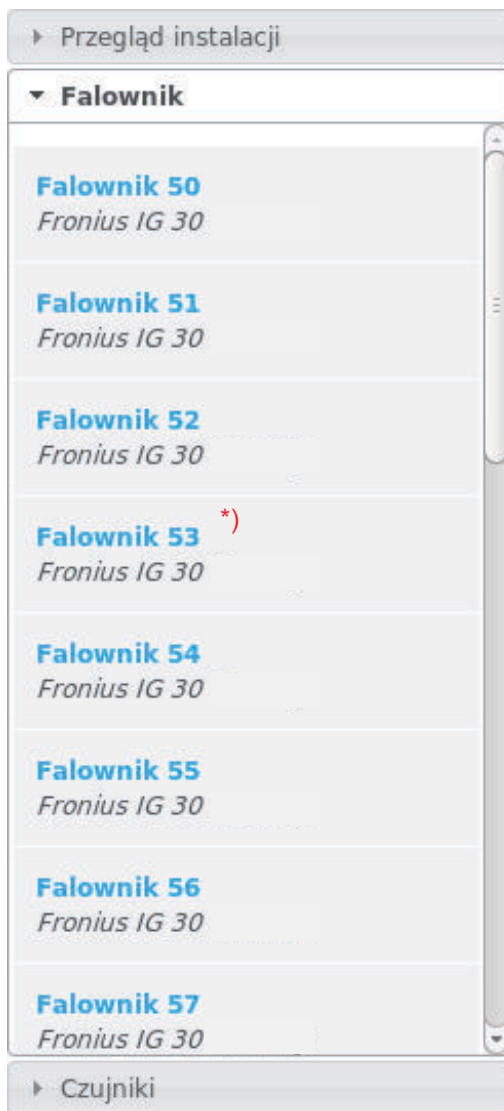 Przegląd instalacji
Falownik
Falownik 50
Fronius IG 30
Falownik 51
Fronius IG 30
Falownik 52
Fronius IG 30
*)
Falownik 53
Fronius IG 30
Falownik 54
Fronius IG 30
Falownik 55
Fronius IG 30
Falownik 56
Fronius IG 30
Falownik 57
Fronius IG 30
Czujniki